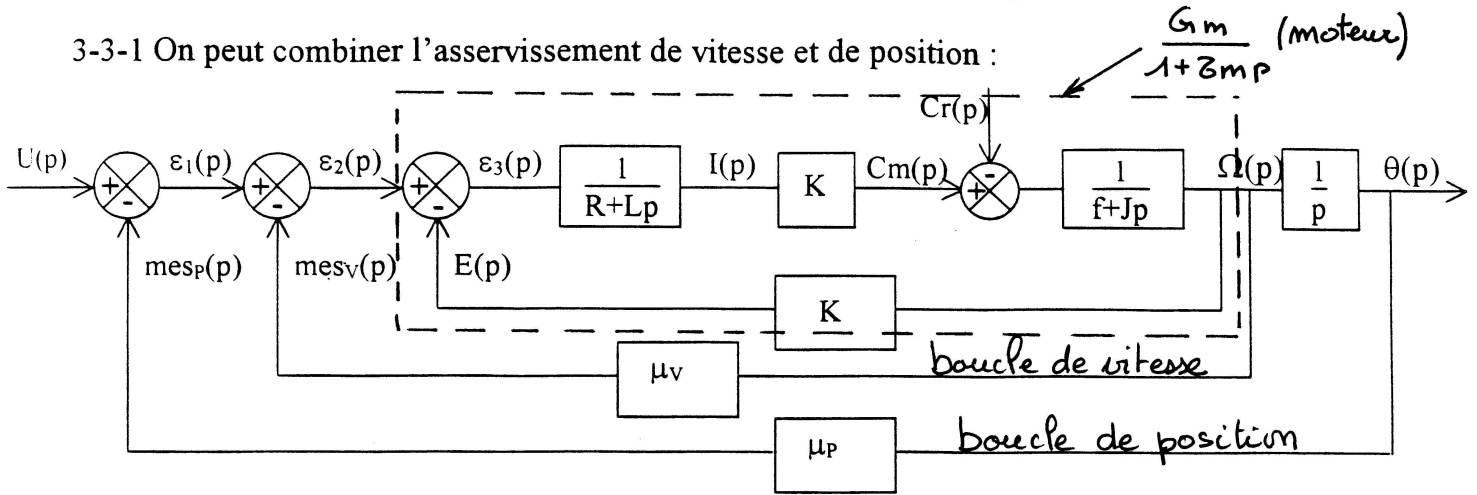 3-3-1 On peut combiner l'asservissement de vitesse et de position :
Gm (moteur)
1+τmp
Cr(p)
U(p) + - ε1(p) + - ε2(p) + - ε3(p) 1 I(p) K Cm(p) + - 1 Ω(p) 1 θ(p)
R+Lp f+Jp p
mesP(p) mesV(p) E(p)
K
μV boucle de vitesse
μP boucle de position